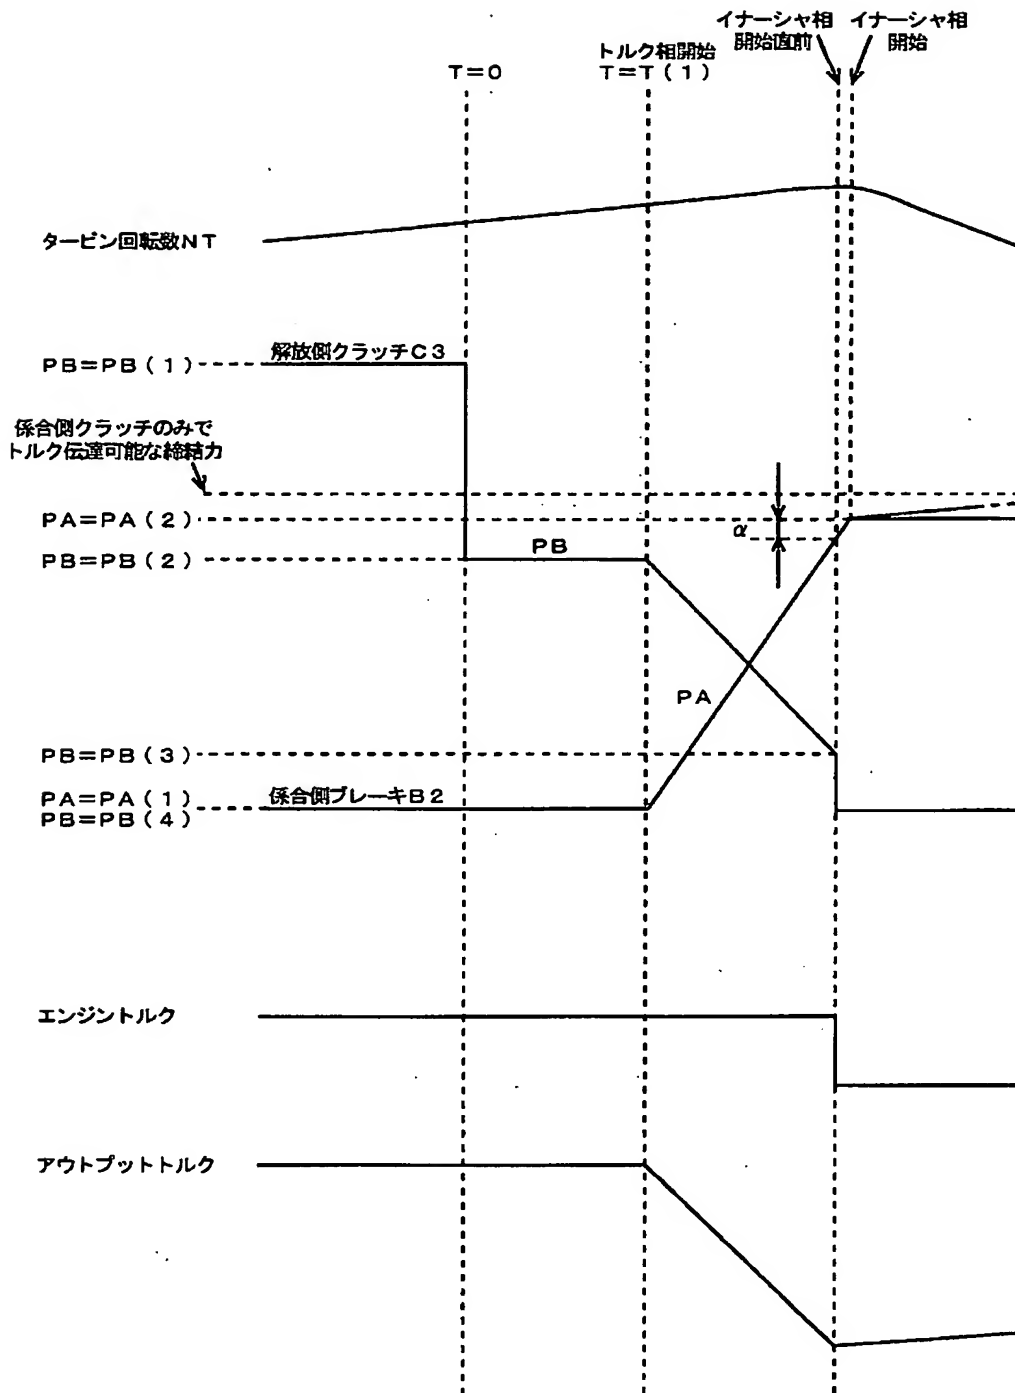 イナーシャ相
開始直前
イナーシャ相
開始
トルク相開始
T=T(1)
T=0
タービン回転数NT
PB=PB(1)
解放側クラッチC3
係合側クラッチのみで
トルク伝達可能な締結力
PA=PA(2)
α
PB=PB(2)
PB
PA
PB=PB(3)
PA=PA(1)
PB=PB(4)
係合側ブレーキB2
エンジントルク
アウトプットトルク